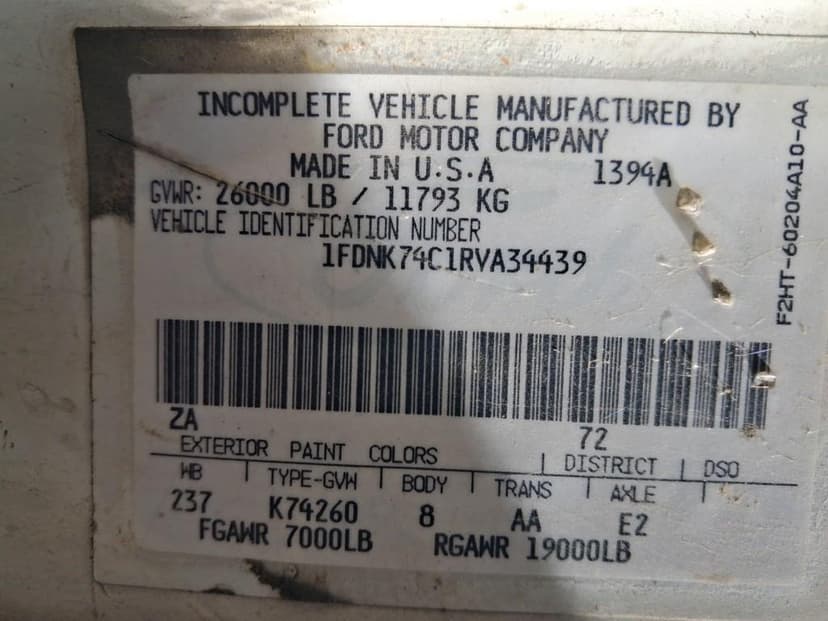 INCOMPLETE VEHICLE MANUFACTURED BY
FORD MOTOR COMPANY
MADE IN U.S.A 1394A
GVWR: 26000 LB / 11793 KG
VEHICLE IDENTIFICATION NUMBER
1FDNK74C1RVA34439
F2HT-60204A10-AA
ZA 72
EXTERIOR PAINT COLORS | DISTRICT | DSO
WB | TYPE-GVW | BODY | TRANS | AXLE |
237 K74260 8 AA E2
FGAWR 7000LB RGAWR 19000LB